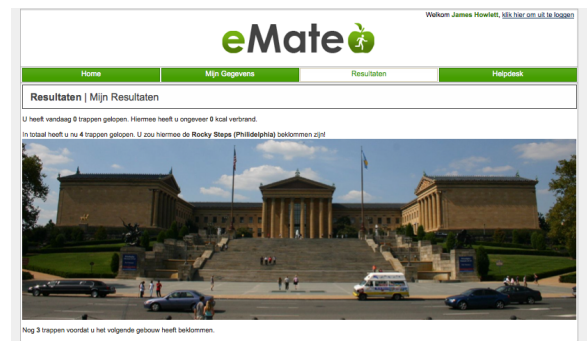 Welkom James Howlett, klik hier om uit te loggen
eMate
Home Mijn Gegevens Resultaten Helpdesk
Resultaten | Mijn Resultaten
U heeft vandaag 0 trappen gelopen. Hiermee heeft u ongeveer 0 kcal verbrand.
In totaal heeft u nu 4 trappen gelopen. U zou hiermee de Rocky Steps (Philidelphia) beklommen zijn!
Nog 3 trappen voordat u het volgende gebouw heeft beklommen.